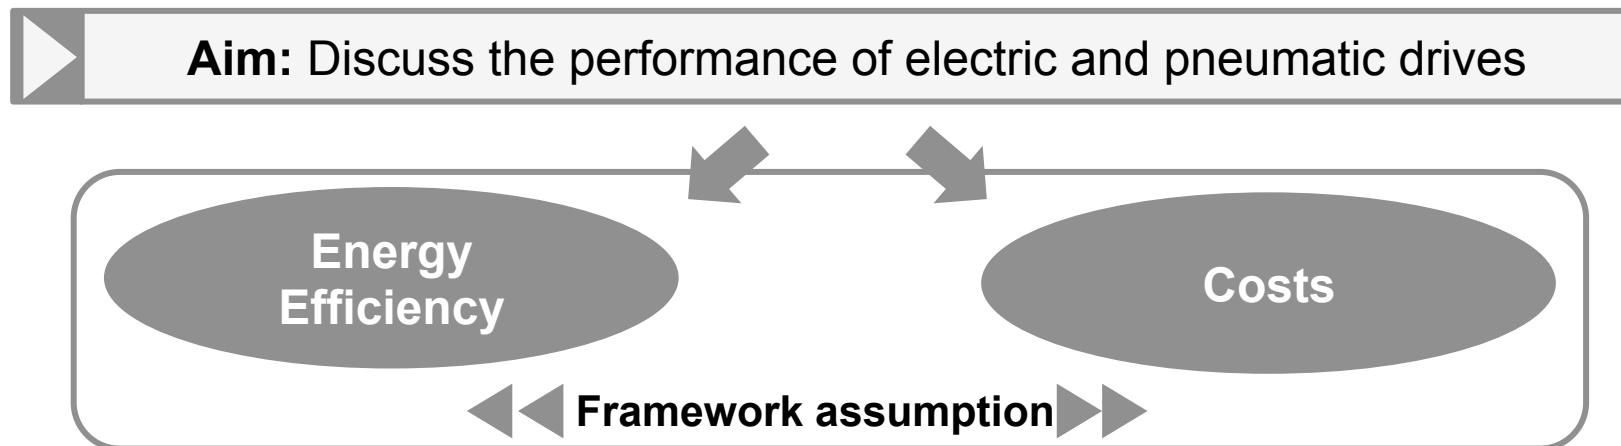 Aim: Discuss the performance of electric and pneumatic drives
Energy
Efficiency
Costs
Framework assumption